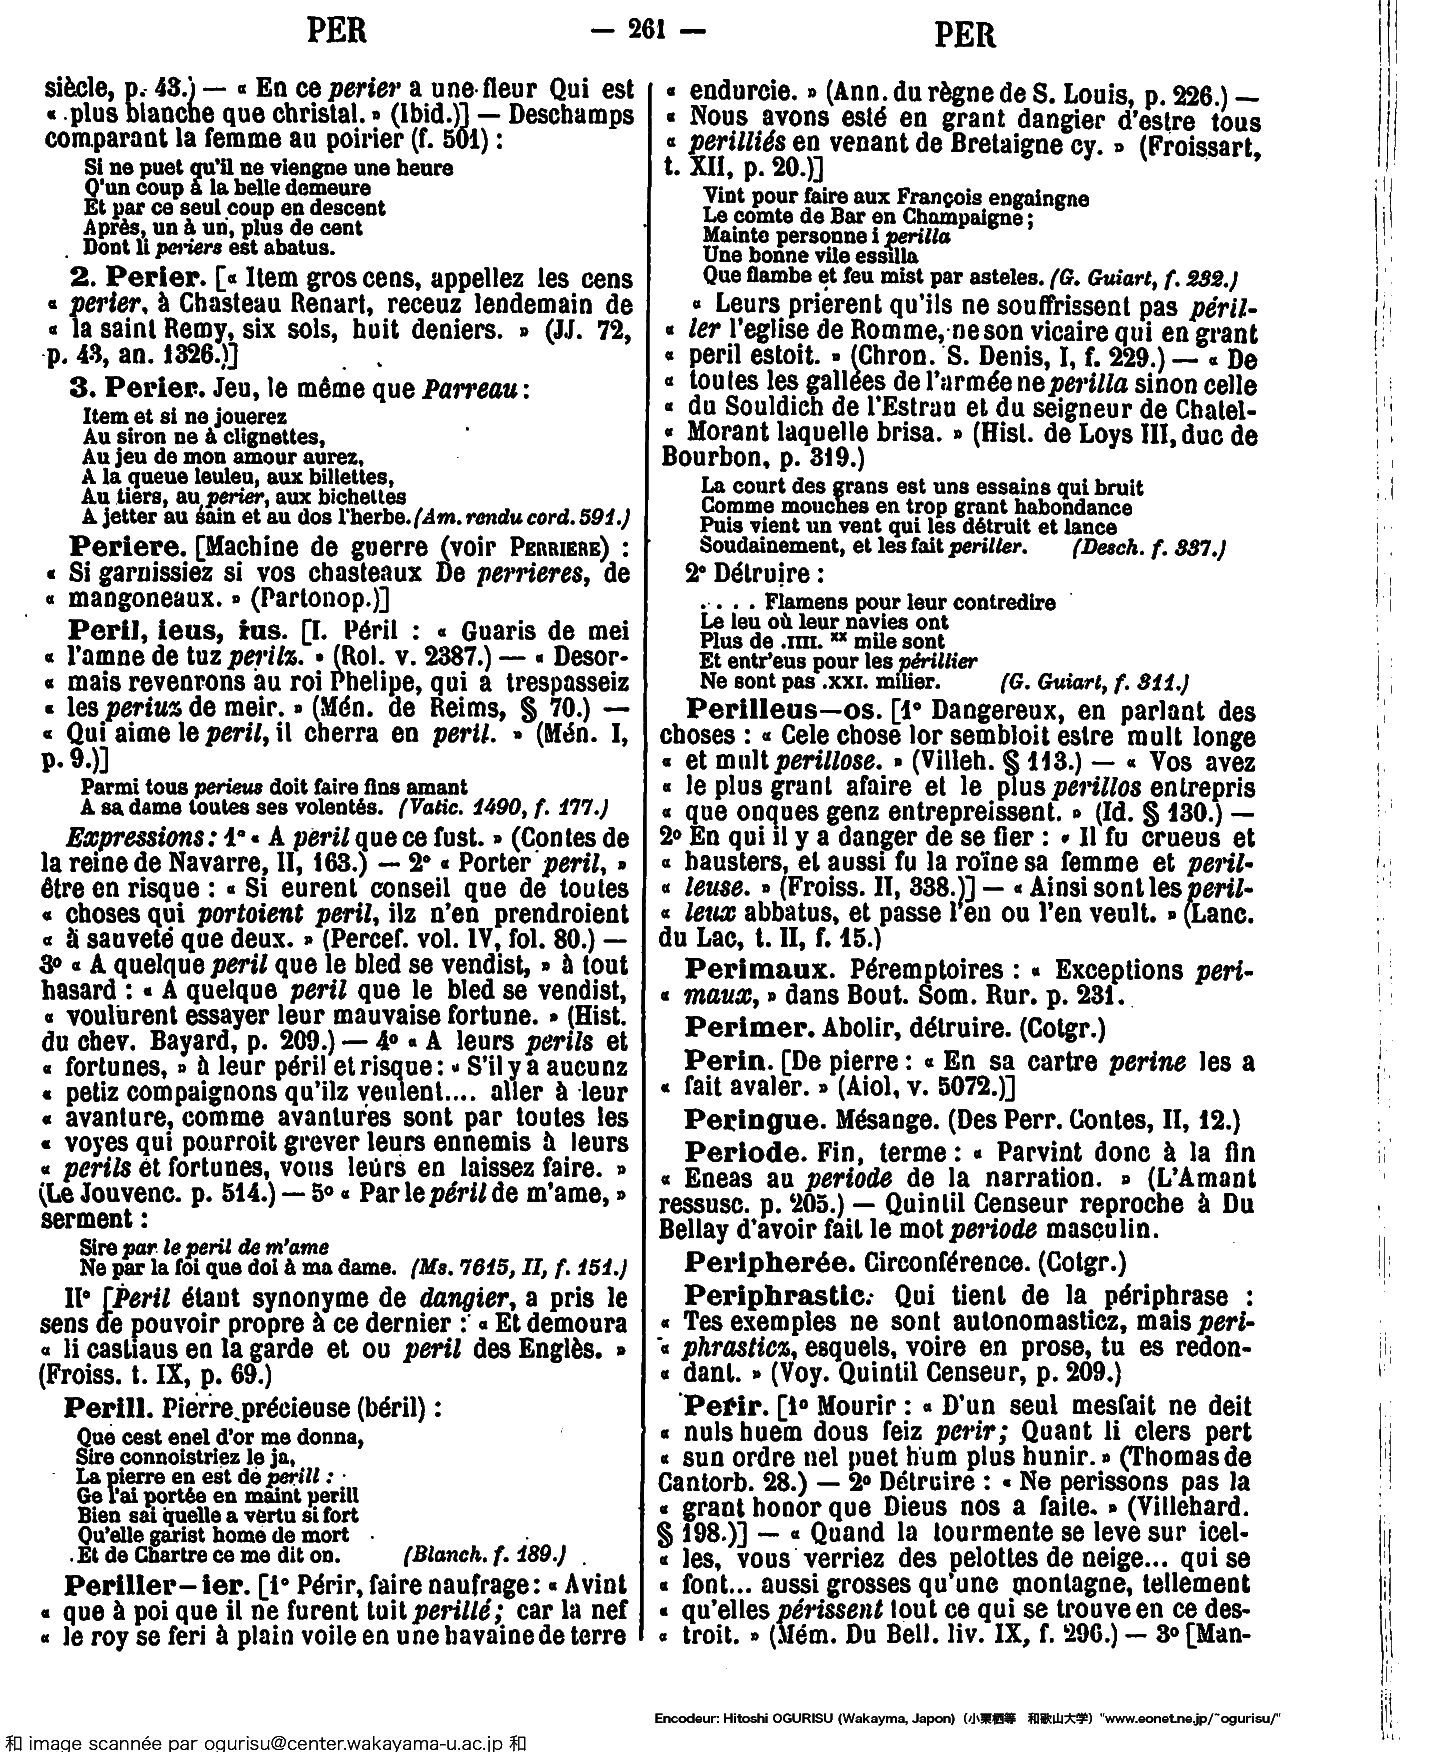 PER
— 261 —
PER
siècle, p. 43.) — « En ce perier a une fleur Qui est
« plus blanche que christal. » (Ibid.)] — Deschamps
comparant la femme au poirier (f. 501) :
Si ne puet qu'il ne viengne une heure
Q'un coup à la belle demeure
Et par ce seul coup en descent
Après, un à un, plus de cent
Dont li periers est abatus.
2. Perier. [« Item gros cens, appellez les cens
« perier, à Chasteau Renart, receuz lendemain de
« la saint Remy, six sols, huit deniers. » (JJ. 72,
p. 43, an. 1326.)]
3. Perier. Jeu, le même que Parreau :
Item et si ne jouerez
Au siron ne à clignettes,
Au jeu de mon amour aurez,
A la queue leuleu, aux billettes,
Au tiers, au perier, aux bichettes
A jetter au sain et au dos l'herbe. (Am. rendu cord. 591.)
Periere. [Machine de guerre (voir PERRIERE) :
« Si garnissiez si vos chasteaux De perrieres, de
« mangoneaux. » (Partonop.)]
Peril, ieus, ius. [I. Péril : « Guaris de mei
« l'amne de tuz perilz. » (Rol. v. 2387.) — « Desor-
« mais revenrons au roi Phelipe, qui a trespasseiz
« les periuz de meir. » (Mén. de Reims, § 70.) —
« Qui aime le peril, il cherra en peril. » (Mén. I,
p. 9.)]
Parmi tous perieus doit faire fins amant
A sa dame toutes ses volentés. (Vatic. 1490, f. 177.)
Expressions : 1° « A peril que ce fust. » (Contes de
la reine de Navarre, II, 163.) — 2° « Porter peril, »
être en risque : « Si eurent conseil que de toutes
« choses qui portoient peril, ilz n'en prendroient
« à sauveté que deux. » (Percef. vol. IV, fol. 80.) —
3° « A quelque peril que le bled se vendist, » à tout
hasard : « A quelque peril que le bled se vendist,
« voulurent essayer leur mauvaise fortune. » (Hist.
du chev. Bayard, p. 209.) — 4° « A leurs perils et
« fortunes, » à leur péril et risque : « S'il y a aucunz
« petiz compaignons qu'ilz veulent.... aller à leur
« avanture, comme avantures sont par toutes les
« voyes qui pourroit grever leurs ennemis à leurs
« perils et fortunes, vous leurs en laissez faire. »
(Le Jouvenc. p. 514.) — 5° « Par le péril de m'ame, »
serment :
Sire par le peril de m'ame
Ne par la foi que doi à ma dame. (Ms. 7615, II, f. 151.)
II° [Peril étant synonyme de dangier, a pris le
sens de pouvoir propre à ce dernier : « Et demoura
« li castiaus en la garde et ou peril des Englès. »
(Froiss. t. IX, p. 69.)
Perill. Pierre précieuse (béril) :
Que cest enel d'or me donna,
Sire connoistriez le ja,
La pierre en est de perill :
Ge l'ai portée en maint perill
Bien sai quelle a vertu si fort
Qu'elle garist home de mort
Et de Chartre ce me dit on. (Blanch. f. 189.)
Periller—ier. [1° Périr, faire naufrage : « Avint
« que à poi que il ne furent tuit perillé ; car la nef
« le roy se feri à plain voile en une havaine de terre
« endurcie. » (Ann. du règne de S. Louis, p. 226.) —
« Nous avons esté en grant dangier d'estre tous
« perilliés en venant de Bretaigne cy. » (Froissart,
t. XII, p. 20.)]
Vint pour faire aux François engaingne
Le comte de Bar en Champaigne ;
Mainte personne i perilla
Une bonne vile essilla
Que flambe et feu mist par asteles. (G. Guiart, f. 232.)
« Leurs prièrent qu'ils ne souffrissent pas péril-
« ler l'eglise de Romme, ne son vicaire qui en grant
« peril estoit. » (Chron. S. Denis, I, f. 229.) — « De
« toutes les gallées de l'armée ne perilla sinon celle
« du Souldich de l'Estrau et du seigneur de Chatel-
« Morant laquelle brisa. » (Hist. de Loys III, duc de
Bourbon, p. 319.)
La court des grans est uns essains qui bruit
Comme mouches en trop grant habondance
Puis vient un vent qui les détruit et lance
Soudainement, et les fait periller. (Desch. f. 337.)
2° Détruire :
. . . . . Flamens pour leur contredire
Le leu où leur navies ont
Plus de .IIII. xx mile sont
Et entr'eus pour les périllier
Ne sont pas .XXI. milier. (G. Guiart, f. 311.)
Perilleus—os. [1° Dangereux, en parlant des
choses : « Cele chose lor sembloit estre mult longe
« et mult perillose. » (Villeh. § 113.) — « Vos avez
« le plus grant afaire et le plus perillos entrepris
« que onques genz entrepreissent. » (Id. § 130.) —
2° En qui il y a danger de se fier : « Il fu crueus et
« hausters, et aussi fu la roïne sa femme et peril-
« leuse. » (Froiss. II, 338.)] — « Ainsi sont les peril-
« leux abbatus, et passe l'en ou l'en veult. » (Lanc.
du Lac, t. II, f. 15.)
Perimaux. Péremptoires : « Exceptions peri-
« maux, » dans Bout. Som. Rur. p. 231.
Perimer. Abolir, détruire. (Cotgr.)
Perin. [De pierre : « En sa cartre perine les a
« fait avaler. » (Aiol, v. 5072.)]
Peringue. Mésange. (Des Perr. Contes, II, 12.)
Periode. Fin, terme : « Parvint donc à la fin
« Eneas au periode de la narration. » (L'Amant
ressusc. p. 205.) — Quintil Censeur reproche à Du
Bellay d'avoir fait le mot periode masculin.
Peripherée. Circonférence. (Cotgr.)
Periphrastic. Qui tient de la périphrase :
« Tes exemples ne sont autonomasticz, mais peri-
« phrasticz, esquels, voire en prose, tu es redon-
« dant. » (Voy. Quintil Censeur, p. 209.)
Perir. [1° Mourir : « D'un seul mesfait ne deit
« nuls huem dous feiz perir ; Quant li clers pert
« sun ordre nel puet hum plus hunir. » (Thomas de
Cantorb. 28.) — 2° Détruire : « Ne perissons pas la
« grant honor que Dieus nos a faite. » (Villehard.
§ 198.)] — « Quand la tourmente se leve sur icel-
« les, vous verriez des pelottes de neige... qui se
« font... aussi grosses qu'une montagne, tellement
« qu'elles périssent tout ce qui se trouve en ce des-
« troit. » (Mém. Du Bell. liv. IX, f. 296.) — 3° [Man-
Encodeur: Hitoshi OGURISU (Wakayma, Japon) (小栗栖等 和歌山大学) "www.eonet.ne.jp/~ogurisu/"
和 image scannée par ogurisu@center.wakayama-u.ac.jp 和